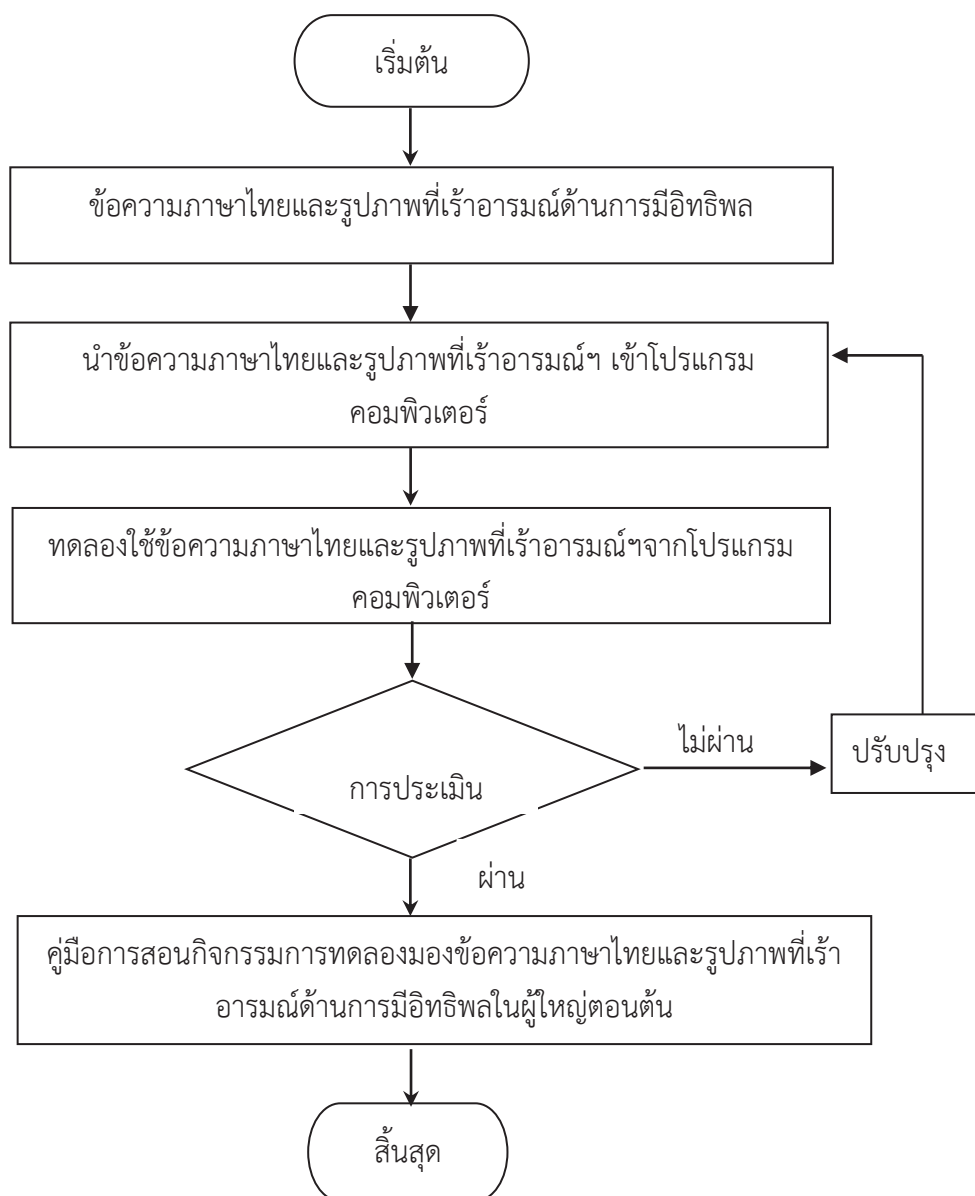 เริ่มต้น
ข้อความภาษาไทยและรูปภาพที่เร้าอารมณ์ด้านการมีอิทธิพล
นำข้อความภาษาไทยและรูปภาพที่เร้าอารมณ์ฯ เข้าโปรแกรม
คอมพิวเตอร์
ทดลองใช้ข้อความภาษาไทยและรูปภาพที่เร้าอารมณ์ฯจากโปรแกรม
คอมพิวเตอร์
ไม่ผ่าน
ปรับปรุง
การประเมิน
ผ่าน
คู่มือการสอนกิจกรรมการทดลองมองข้อความภาษาไทยและรูปภาพที่เร้า
อารมณ์ด้านการมีอิทธิพลในผู้ใหญ่ตอนต้น
สิ้นสุด